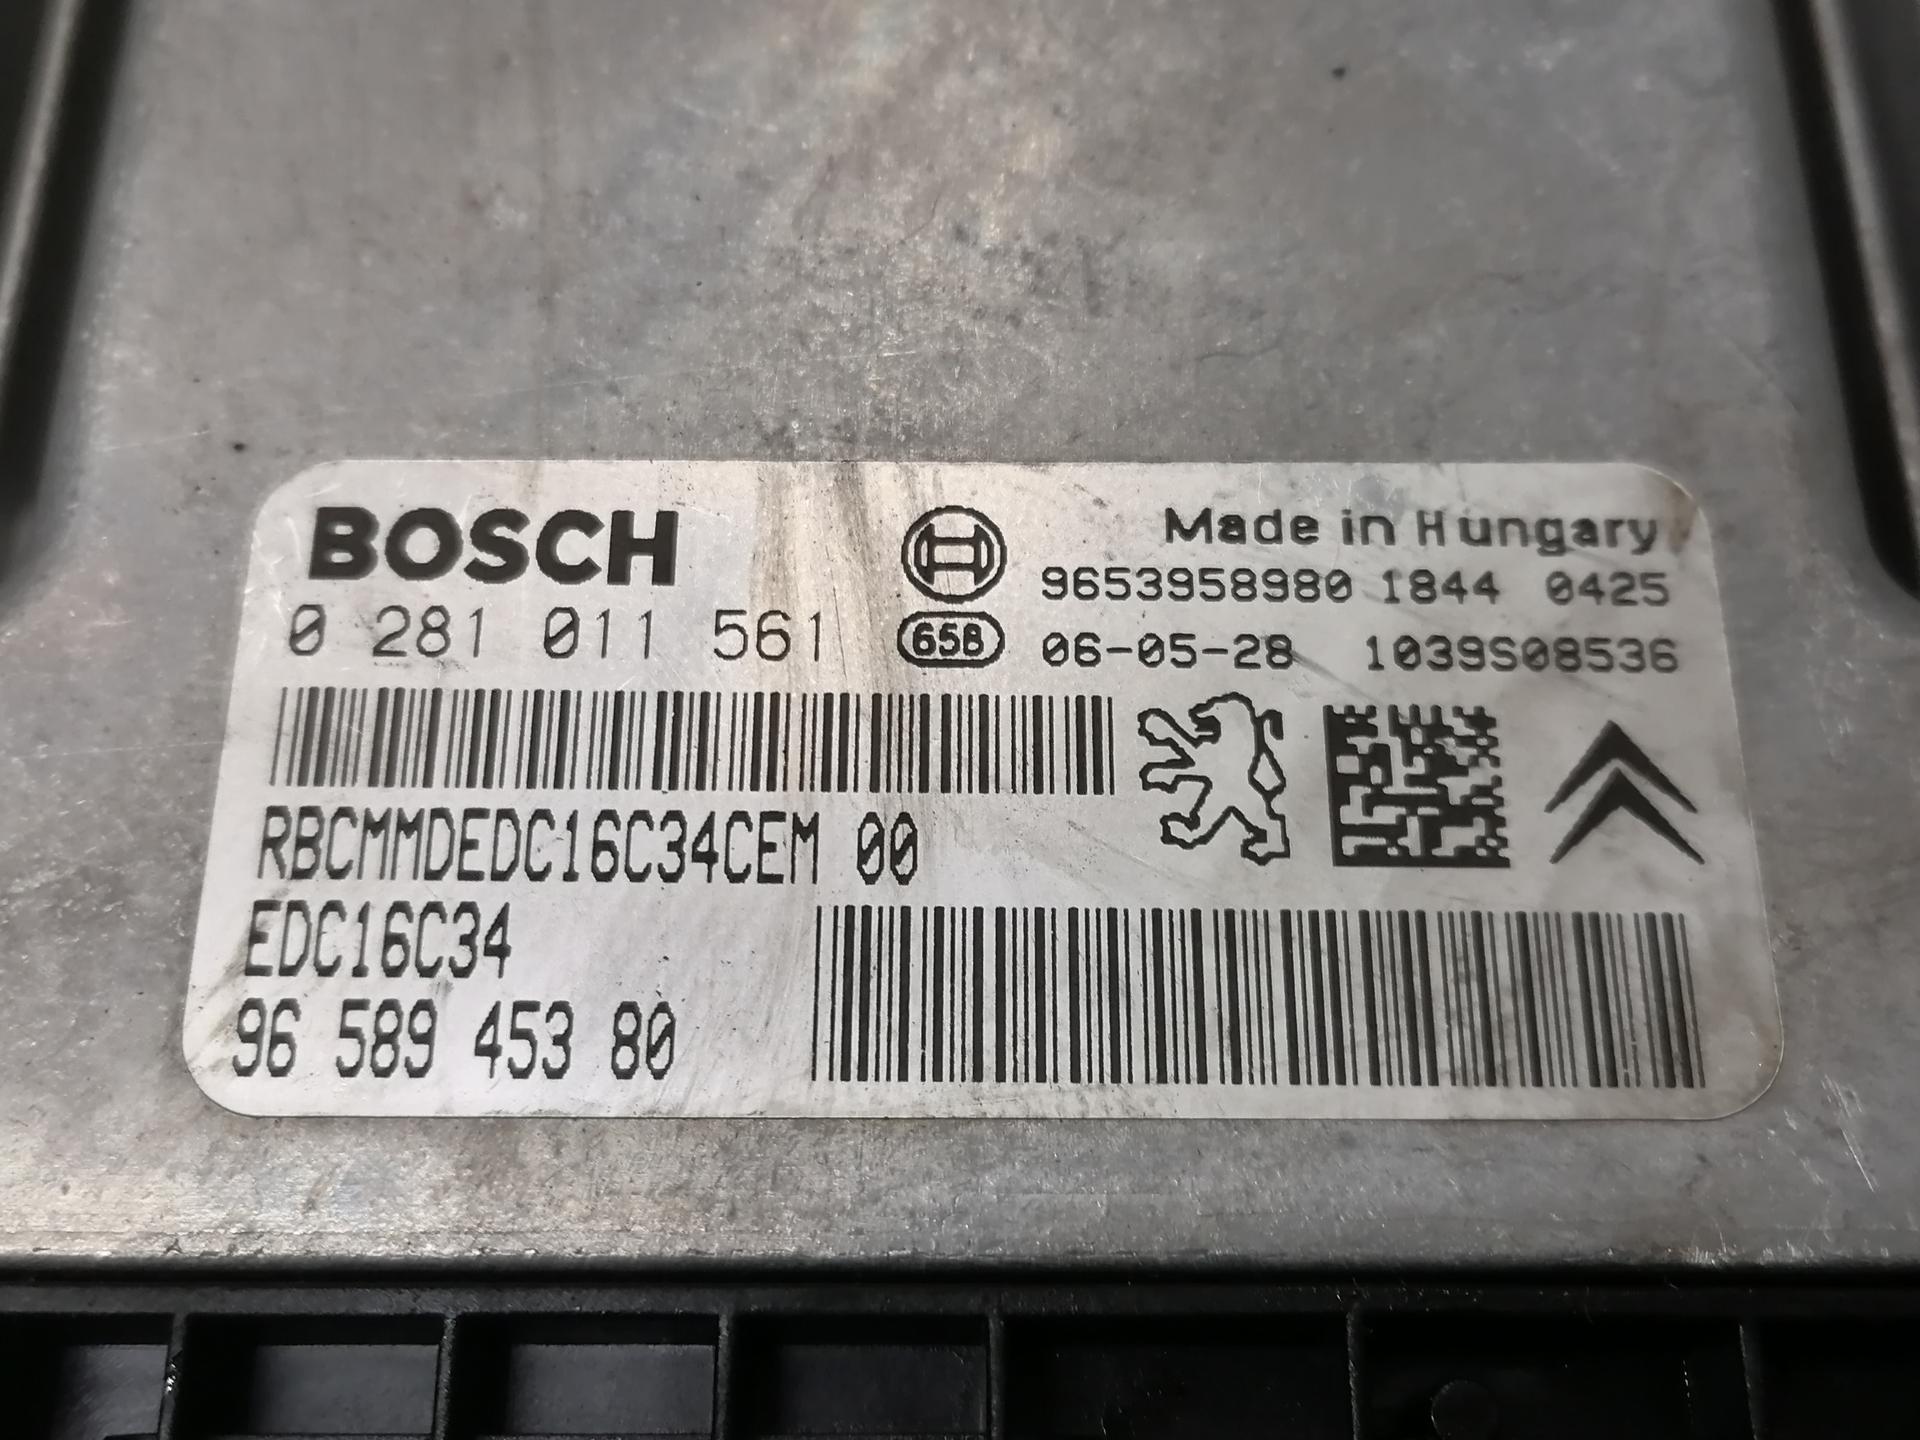 BOSCH
0 281 011 561
658
Made in Hungary
9653958980 1844 0425
06-05-28 1039S08536
RBCMMDEDC16C34CEM 00
EDC16C34
96 589 453 80